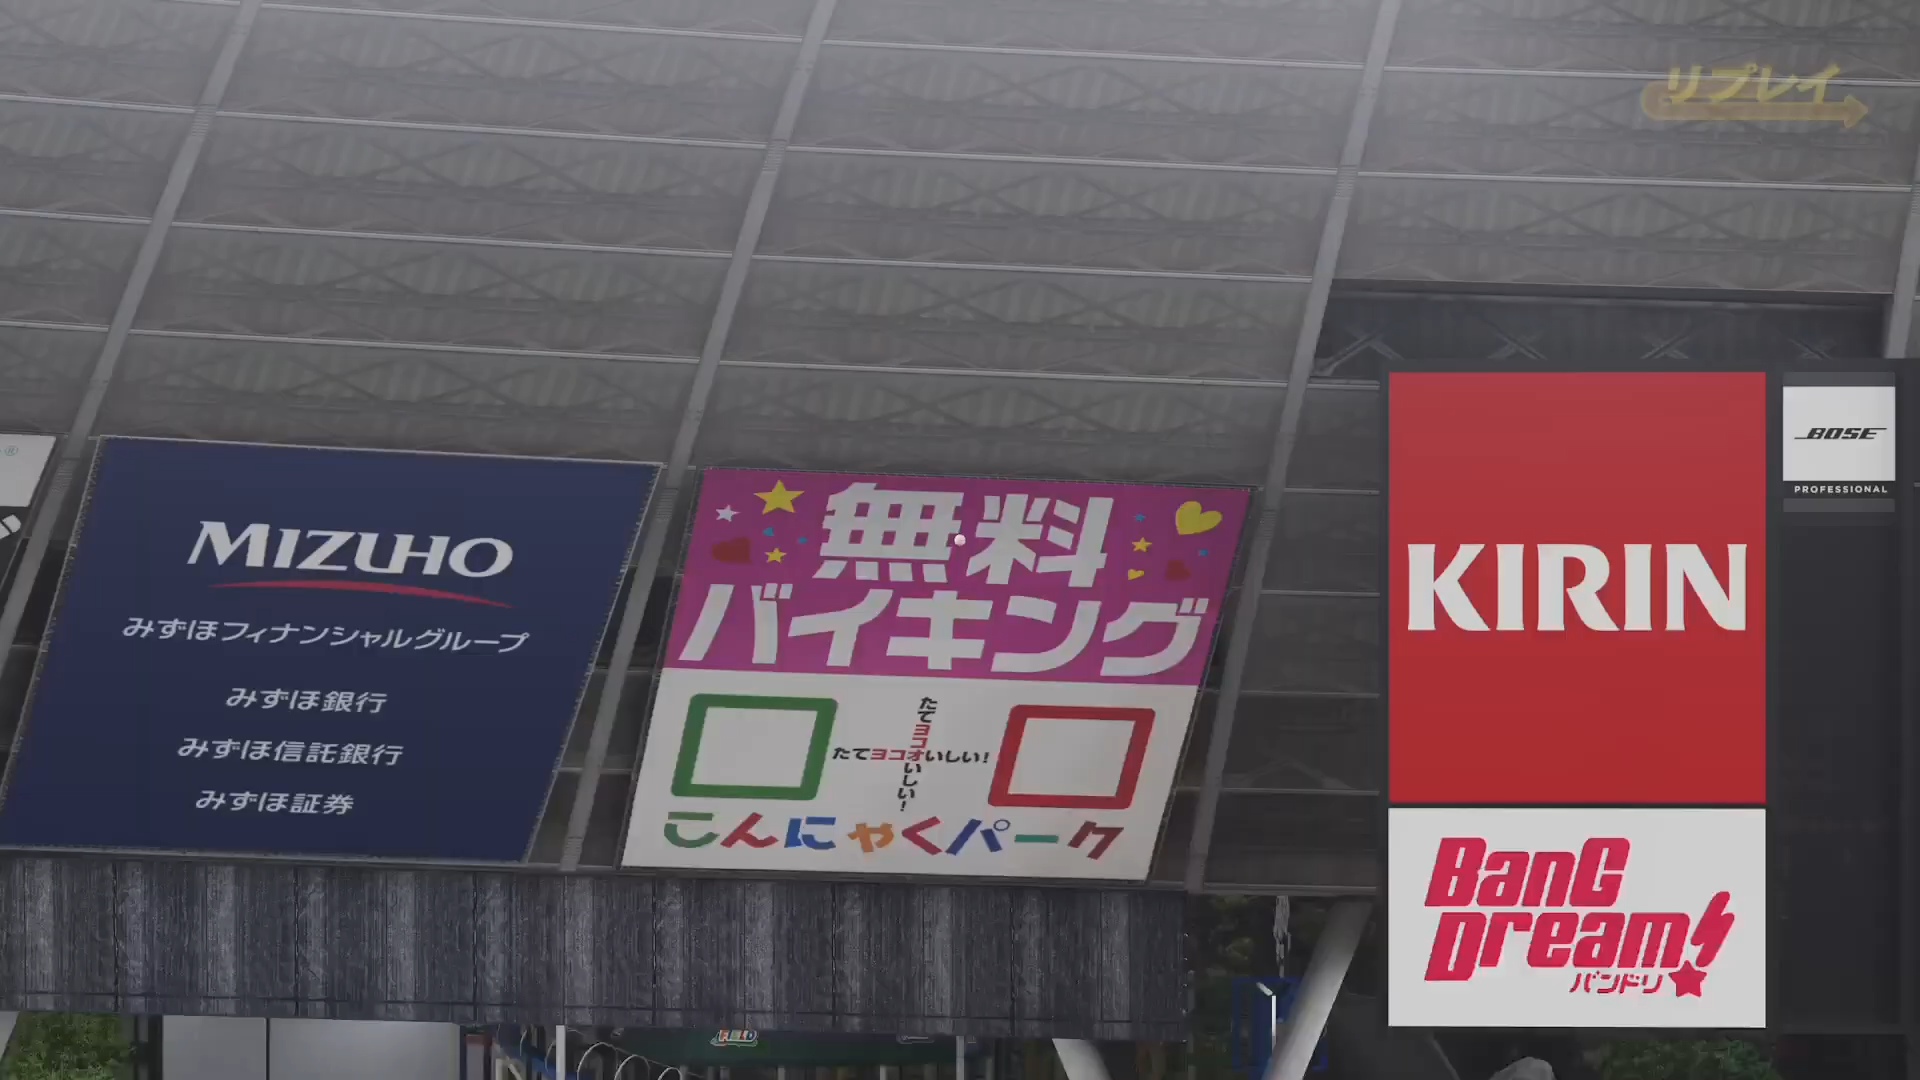 リプレイ
MIZUHO
みずほフィナンシャルグループ
みずほ銀行
みずほ信託銀行
みずほ証券
無料
バイキング
たてヨコオいしい!
たてヨコオいしい!
こんにゃくパーク
KIRIN
BanG
Dream!
バンドリ
BOSE
PROFESSIONAL
FIELD